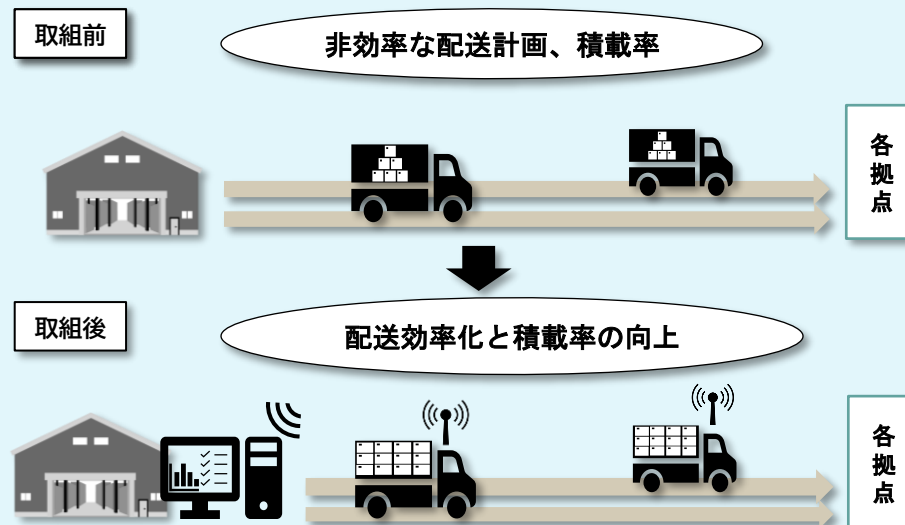 取組前
非効率な配送計画、積載率
各拠点
取組後
配送効率化と積載率の向上
各拠点